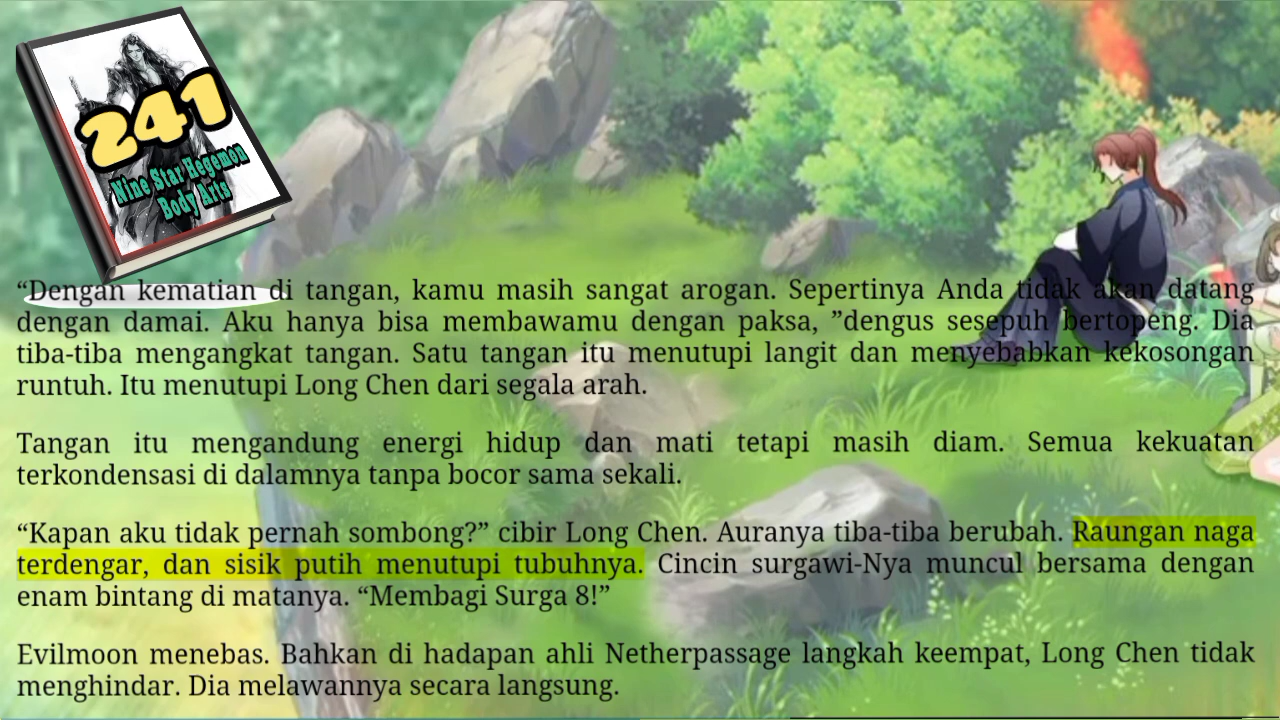 241
Nine Star Hegemon
Body Arts
“Dengan kematian di tangan, kamu masih sangat arogan. Sepertinya Anda tidak akan datang
dengan damai. Aku hanya bisa membawamu dengan paksa, ”dengus sesepuh bertopeng. Dia
tiba-tiba mengangkat tangan. Satu tangan itu menutupi langit dan menyebabkan kekosongan
runtuh. Itu menutupi Long Chen dari segala arah.
Tangan itu mengandung energi hidup dan mati tetapi masih diam. Semua kekuatan
terkondensasi di dalamnya tanpa bocor sama sekali.
“Kapan aku tidak pernah sombong?” cibir Long Chen. Auranya tiba-tiba berubah. Raungan naga
terdengar, dan sisik putih menutupi tubuhnya. Cincin surgawi-Nya muncul bersama dengan
enam bintang di matanya. “Membagi Surga 8!”
Evilmoon menebas. Bahkan di hadapan ahli Netherpassage langkah keempat, Long Chen tidak
menghindar. Dia melawannya secara langsung.